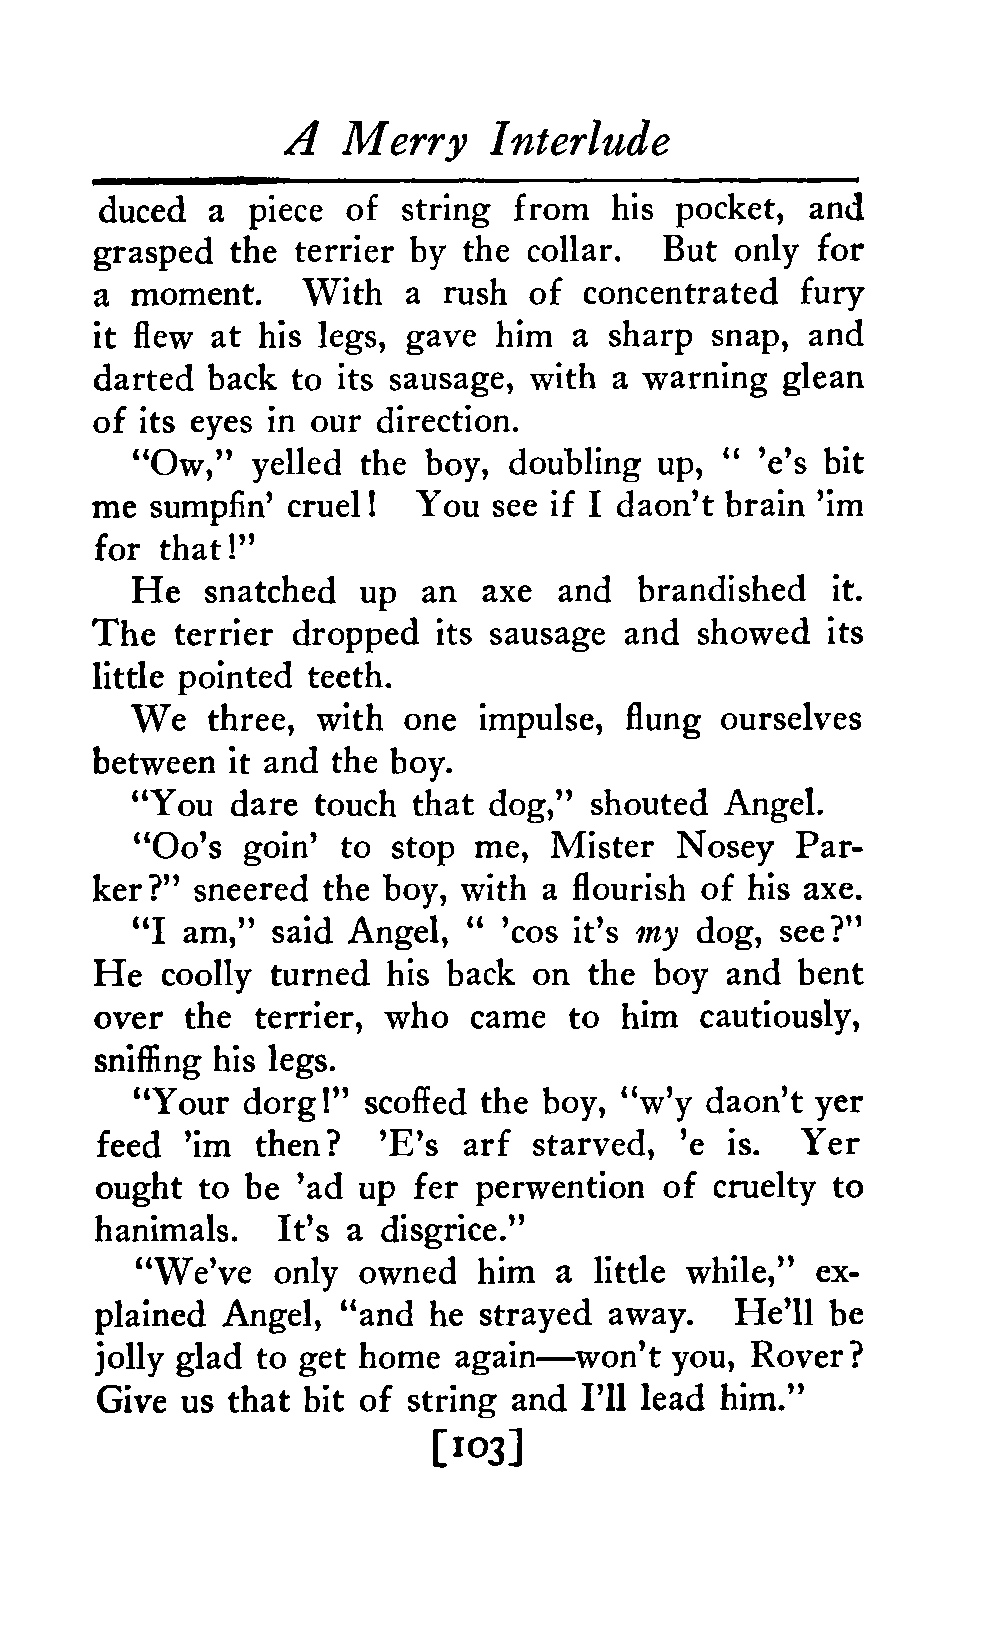 A Merry Interlude
duced a piece of string from his pocket, and
grasped the terrier by the collar. But only for
a moment. With a rush of concentrated fury
it flew at his legs, gave him a sharp snap, and
darted back to its sausage, with a warning glean
of its eyes in our direction.
"Ow," yelled the boy, doubling up, " 'e's bit
me sumpfin' cruel! You see if I daon't brain 'im
for that!"
He snatched up an axe and brandished it.
The terrier dropped its sausage and showed its
little pointed teeth.
We three, with one impulse, flung ourselves
between it and the boy.
"You dare touch that dog," shouted Angel.
"Oo's goin' to stop me, Mister Nosey Par-
ker?" sneered the boy, with a flourish of his axe.
"I am," said Angel, " 'cos it's my dog, see?"
He coolly turned his back on the boy and bent
over the terrier, who came to him cautiously,
sniffing his legs.
"Your dorg!" scoffed the boy, "w'y daon't yer
feed 'im then? 'E's arf starved, 'e is. Yer
ought to be 'ad up fer perwention of cruelty to
hanimals. It's a disgrice."
"We've only owned him a little while," ex-
plained Angel, "and he strayed away. He'll be
jolly glad to get home again—won't you, Rover?
Give us that bit of string and I'll lead him."
[103]